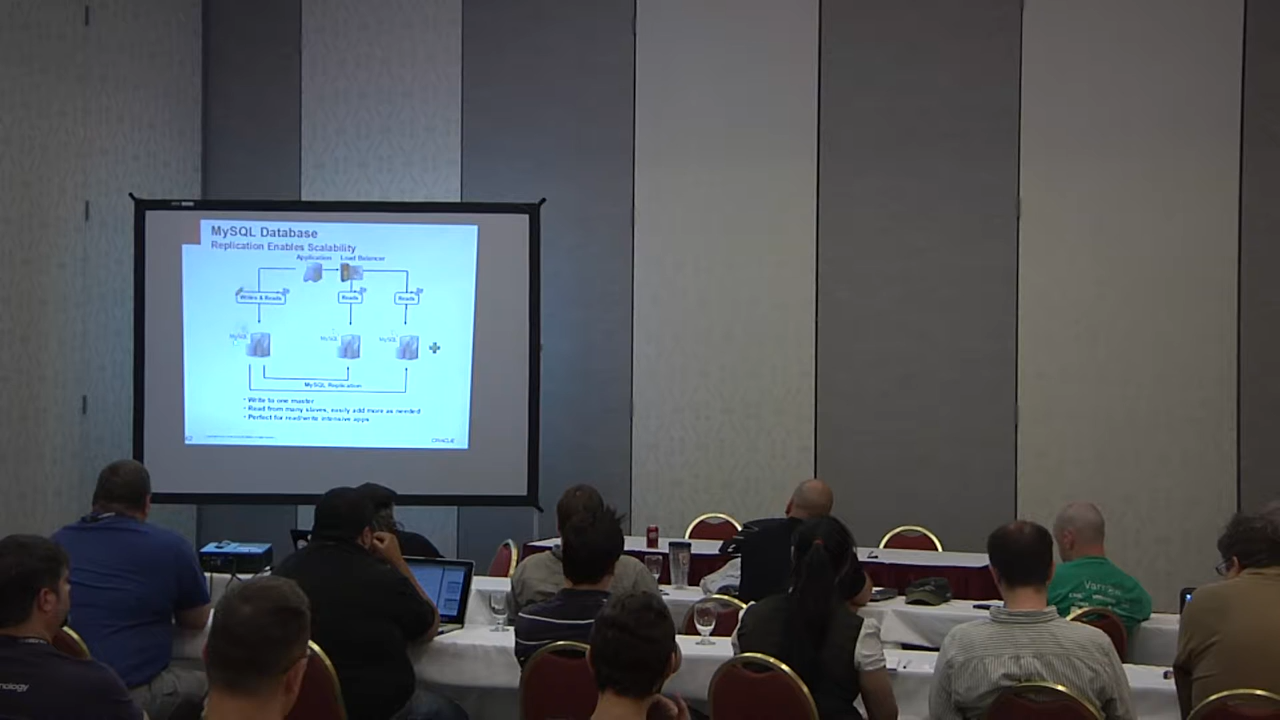 MySQL Database
Replication Enables Scalability
Application Load Balancer
Writes & Reads Reads Reads
MySQL MySQL MySQL
MySQL Replication
• Write to one master
• Read from many slaves, easily add more as needed
• Perfect for read/write intensive apps
ORACLE
nology